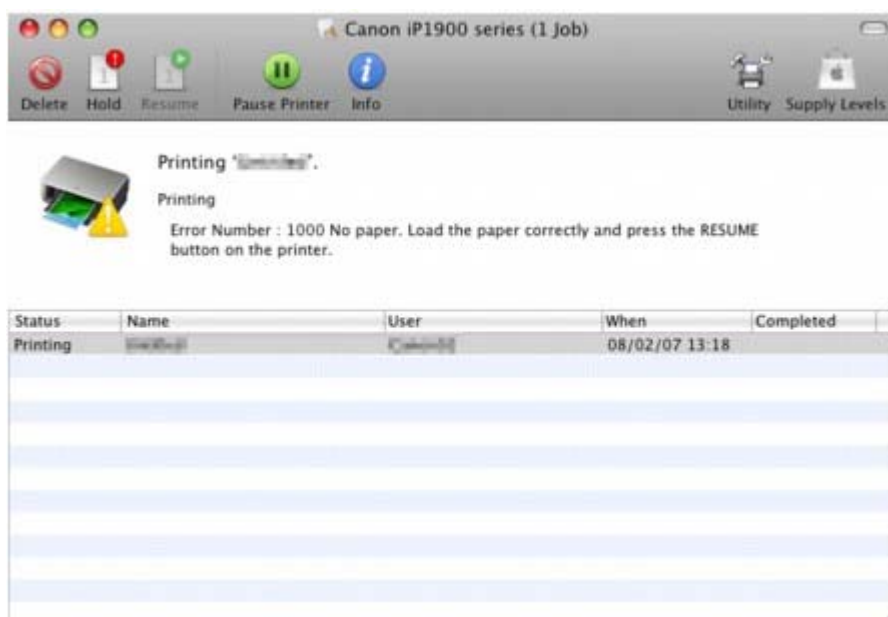 Canon iP1900 series (1 Job)
Delete Hold Resume Pause Printer Info Utility Supply Levels
Printing "          ".
Printing
Error Number : 1000 No paper. Load the paper correctly and press the RESUME
button on the printer.
Status Name User When Completed
Printing 08/02/07 13:18